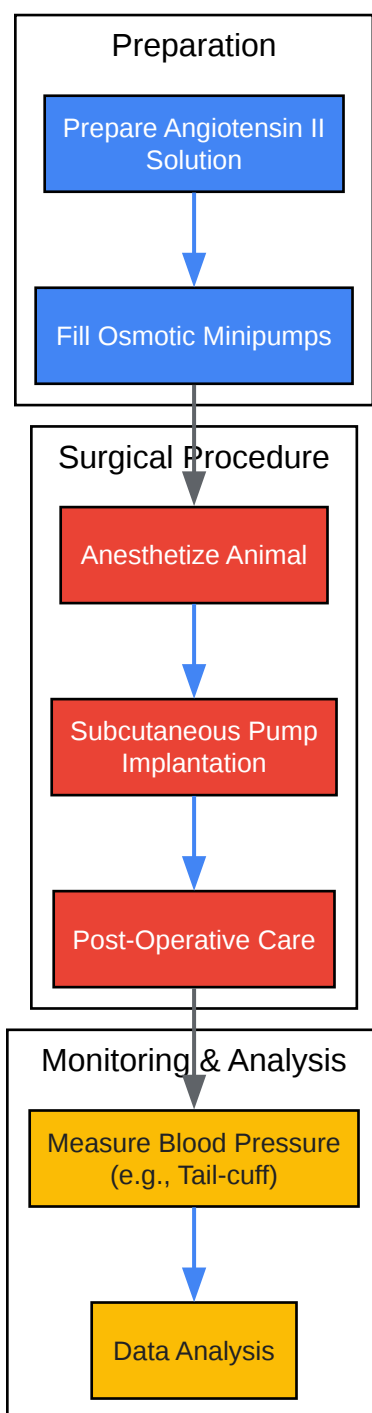 Preparation
Prepare Angiotensin II
Solution
Fill Osmotic Minipumps
Surgical Procedure
Anesthetize Animal
Subcutaneous Pump
Implantation
Post-Operative Care
Monitoring & Analysis
Measure Blood Pressure
(e.g., Tail-cuff)
Data Analysis